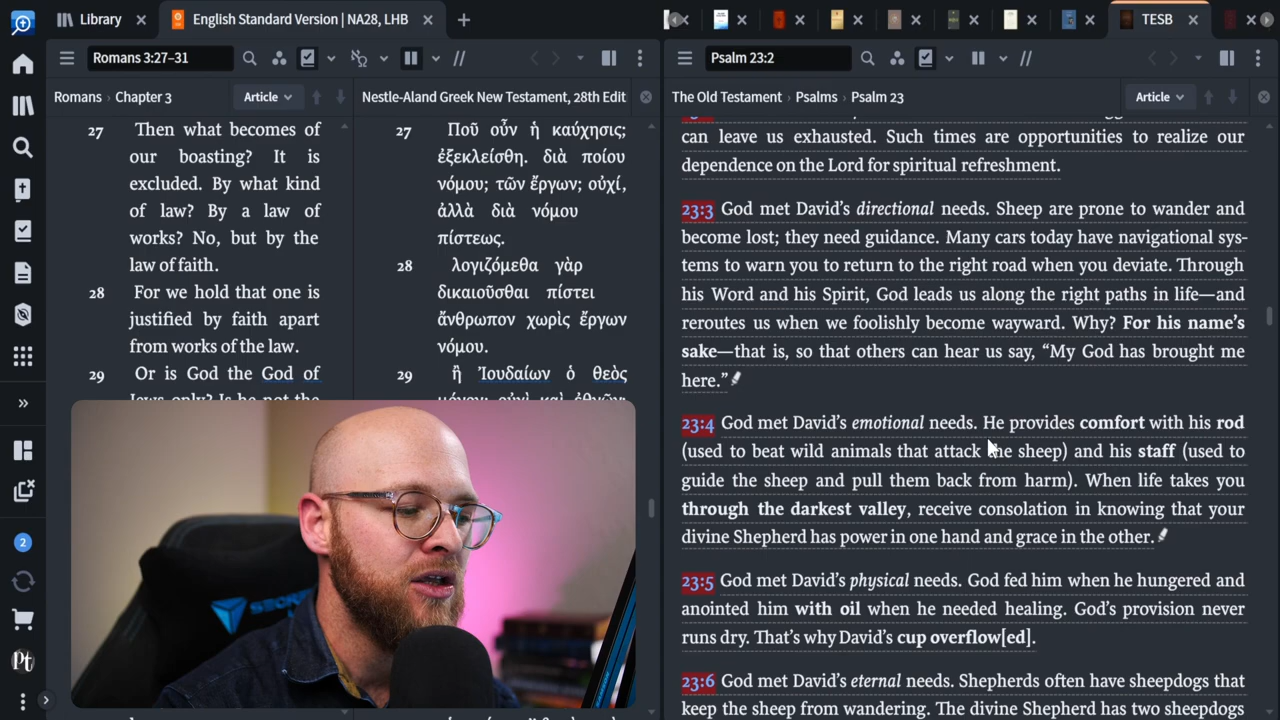 Library
English Standard Version | NA28, LHB
TESB
Romans 3:27–31
Psalm 23:2
Romans
Chapter 3
Article
Nestle-Aland Greek New Testament, 28th Edit
The Old Testament
Psalms
Psalm 23
Article
27 Then what becomes of
our boasting? It is
excluded. By what kind
of law? By a law of
works? No, but by the
law of faith.
28 For we hold that one is
justified by faith apart
from works of the law.
29 Or is God the God of
Jews only? Is he not the
27 Ποῦ οὖν ἡ καύχησις;
ἐξεκλείσθη. διὰ ποίου
νόμου; τῶν ἔργων; οὐχί,
ἀλλὰ διὰ νόμου
πίστεως.
28 λογιζόμεθα γὰρ
δικαιοῦσθαι πίστει
ἄνθρωπον χωρὶς ἔργων
νόμου.
29 ἢ Ἰουδαίων ὁ θεὸς
μόνον; οὐχὶ καὶ ἐθνῶν;
can leave us exhausted. Such times are opportunities to realize our
dependence on the Lord for spiritual refreshment.
23:3 God met David’s directional needs. Sheep are prone to wander and
become lost; they need guidance. Many cars today have navigational sys-
tems to warn you to return to the right road when you deviate. Through
his Word and his Spirit, God leads us along the right paths in life—and
reroutes us when we foolishly become wayward. Why? For his name’s
sake—that is, so that others can hear us say, “My God has brought me
here.”
23:4 God met David’s emotional needs. He provides comfort with his rod
(used to beat wild animals that attack the sheep) and his staff (used to
guide the sheep and pull them back from harm). When life takes you
through the darkest valley, receive consolation in knowing that your
divine Shepherd has power in one hand and grace in the other.
23:5 God met David’s physical needs. God fed him when he hungered and
anointed him with oil when he needed healing. God’s provision never
runs dry. That’s why David’s cup overflow[ed].
23:6 God met David’s eternal needs. Shepherds often have sheepdogs that
keep the sheep from wandering. The divine Shepherd has two sheepdogs
2
Pt